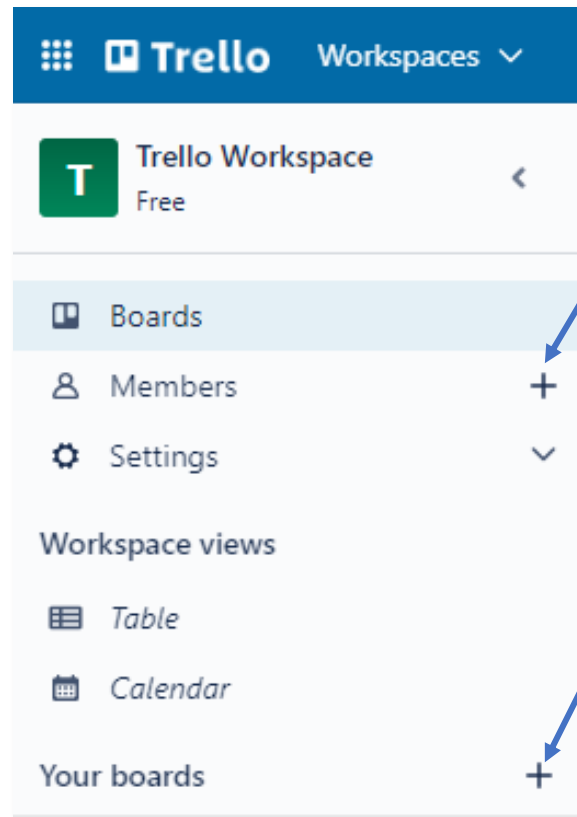 Trello Workspaces
T Trello Workspace
Free
Boards
Members
Settings
Workspace views
Table
Calendar
Your boards